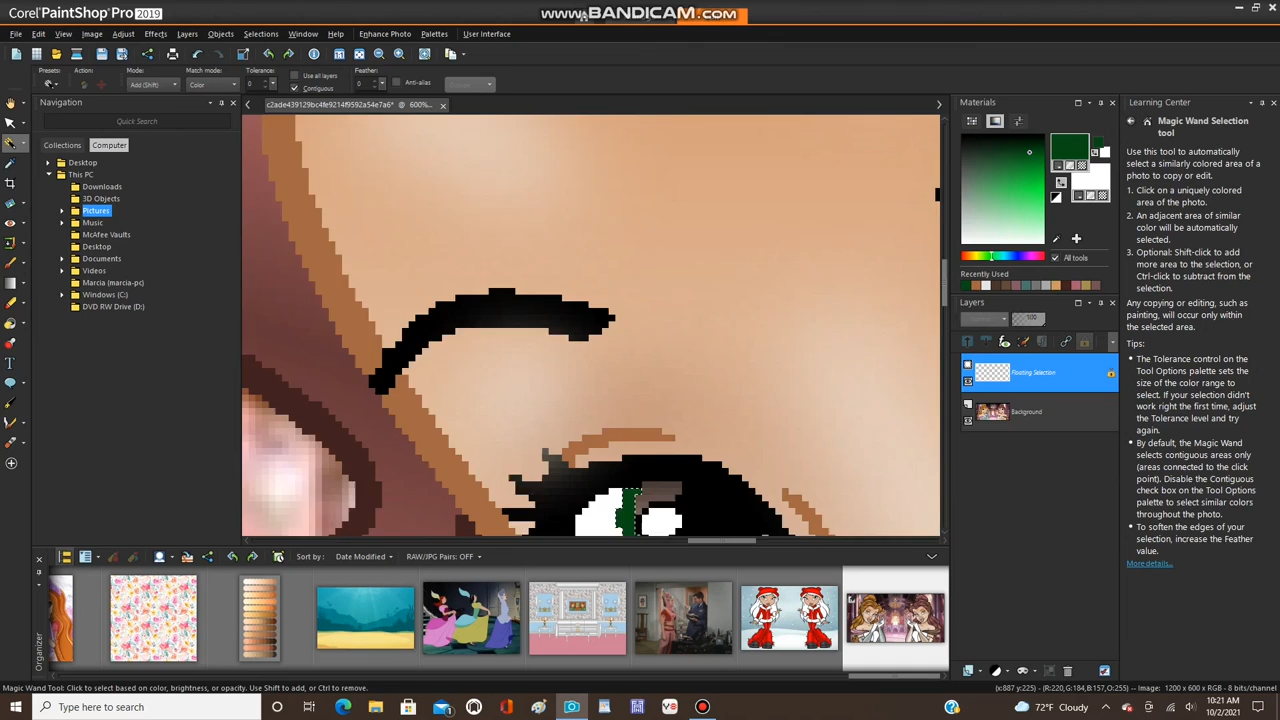 Corel PaintShop Pro 2019
www.BANDICAM.com
File Edit View Image Adjust Effects Layers Objects Selections Window Help Enhance Photo Palettes User Interface
Presets: Action: Mode: Match mode: Tolerance: Use all layers Feather:
Add (Shift) Color 0 Contiguous 0 Anti-alias
Navigation
c2ade439129bc4fe9214f9592a54e7a6* @ 600%...
Quick Search
Collections Computer
Desktop
This PC
Downloads
3D Objects
Pictures
Music
McAfee Vaults
Desktop
Documents
Videos
Marcia (marcia-pc)
Windows (C:)
DVD RW Drive (D:)
Materials
All tools
Recently Used
Layers
100
Floating Selection
Background
Learning Center
Magic Wand Selection
tool
Use this tool to automatically
select a similarly colored area of a
photo to copy or edit.
1. Click on a uniquely colored
area of the photo.
2. An adjacent area of similar
color will be automatically
selected.
3. Optional: Shift-click to add
more area to the selection, or
Ctrl-click to subtract from the
selection.
Any copying or editing, such as
painting, will occur only within
the selected area.
Tips:
• The Tolerance control on the
Tool Options palette sets the
size of the color range to
select. If your selection
didn't work right the first
time, adjust the Tolerance
level and try again.
• By default, the Magic Wand
selects contiguous areas only
(areas connected to the click
point). Disable the
Contiguous check box on the
Tool Options palette to select
similar colors throughout the
photo.
• To soften the edges of your
selection, increase the
Feather value.
More details...
Organizer
Sort by: Date Modified RAW/JPG Pairs: OFF
Magic Wand Tool: Click to select based on color, brightness, or opacity. Use Shift to add, or Ctrl to remove.
(x:887 y:225) - (R:220,G:184,B:157,O:255) -- Image: 1200 x 600 x RGB - 8 bits/channel
Type here to search
72°F Cloudy
10:21 AM
10/2/2021